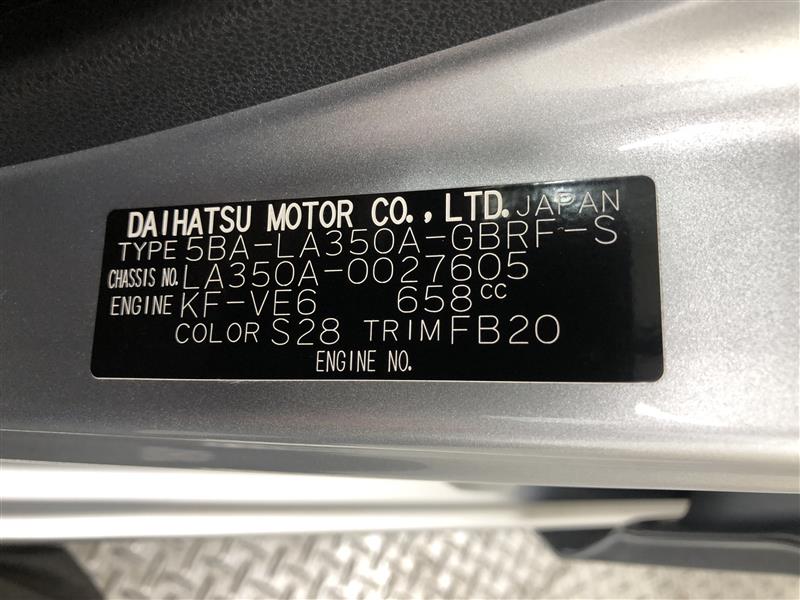 DAIHATSU MOTOR CO., LTD. JAPAN
TYPE 5BA-LA350A-GBRF-S
CHASSIS NO. LA350A-0027605
ENGINE KF-VE6 658cc
COLOR S28 TRIM FB20
ENGINE NO.